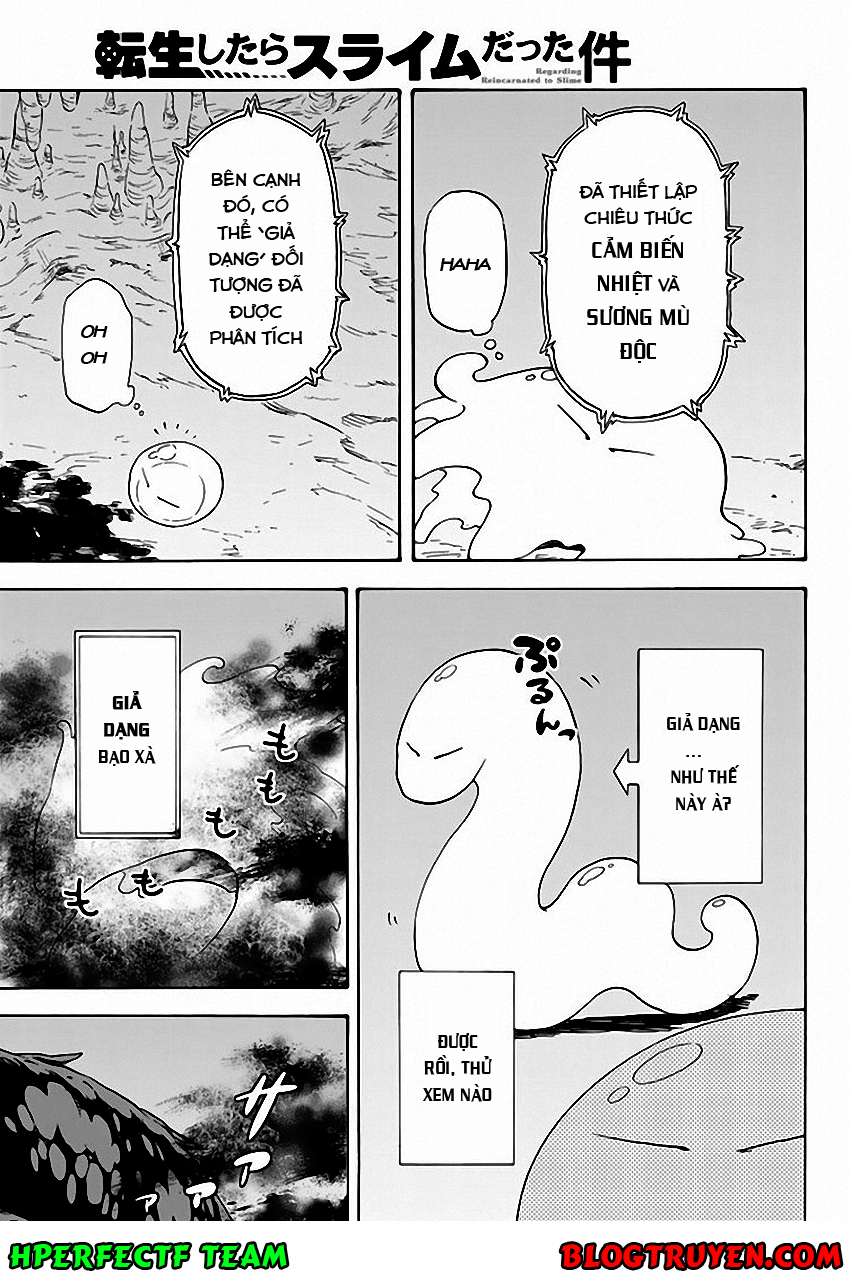 転生したらスライムだった件
Regarding
Reincarnated to Slime
ĐÃ THIẾT LẬP
CHIÊU THỨC
CẢM BIẾN
NHIỆT VÀ
SƯƠNG MÙ
ĐỘC
HAHA
BÊN CẠNH
ĐÓ, CÓ
THỂ ‘GIẢ
DẠNG’ ĐỐI
TƯỢNG ĐÃ
ĐƯỢC
PHÂN TÍCH
OH
OH
GIẢ DẠNG
...
NHƯ THẾ
NÀY À?
ぷるんっ
ĐƯỢC
RỒI, THỬ
XEM NÀO
GIẢ
DẠNG
BẠO XÀ
も
も
も
も
も
サァァァァ
HPERFECTF TEAM
BLOGTRUYEN.COM